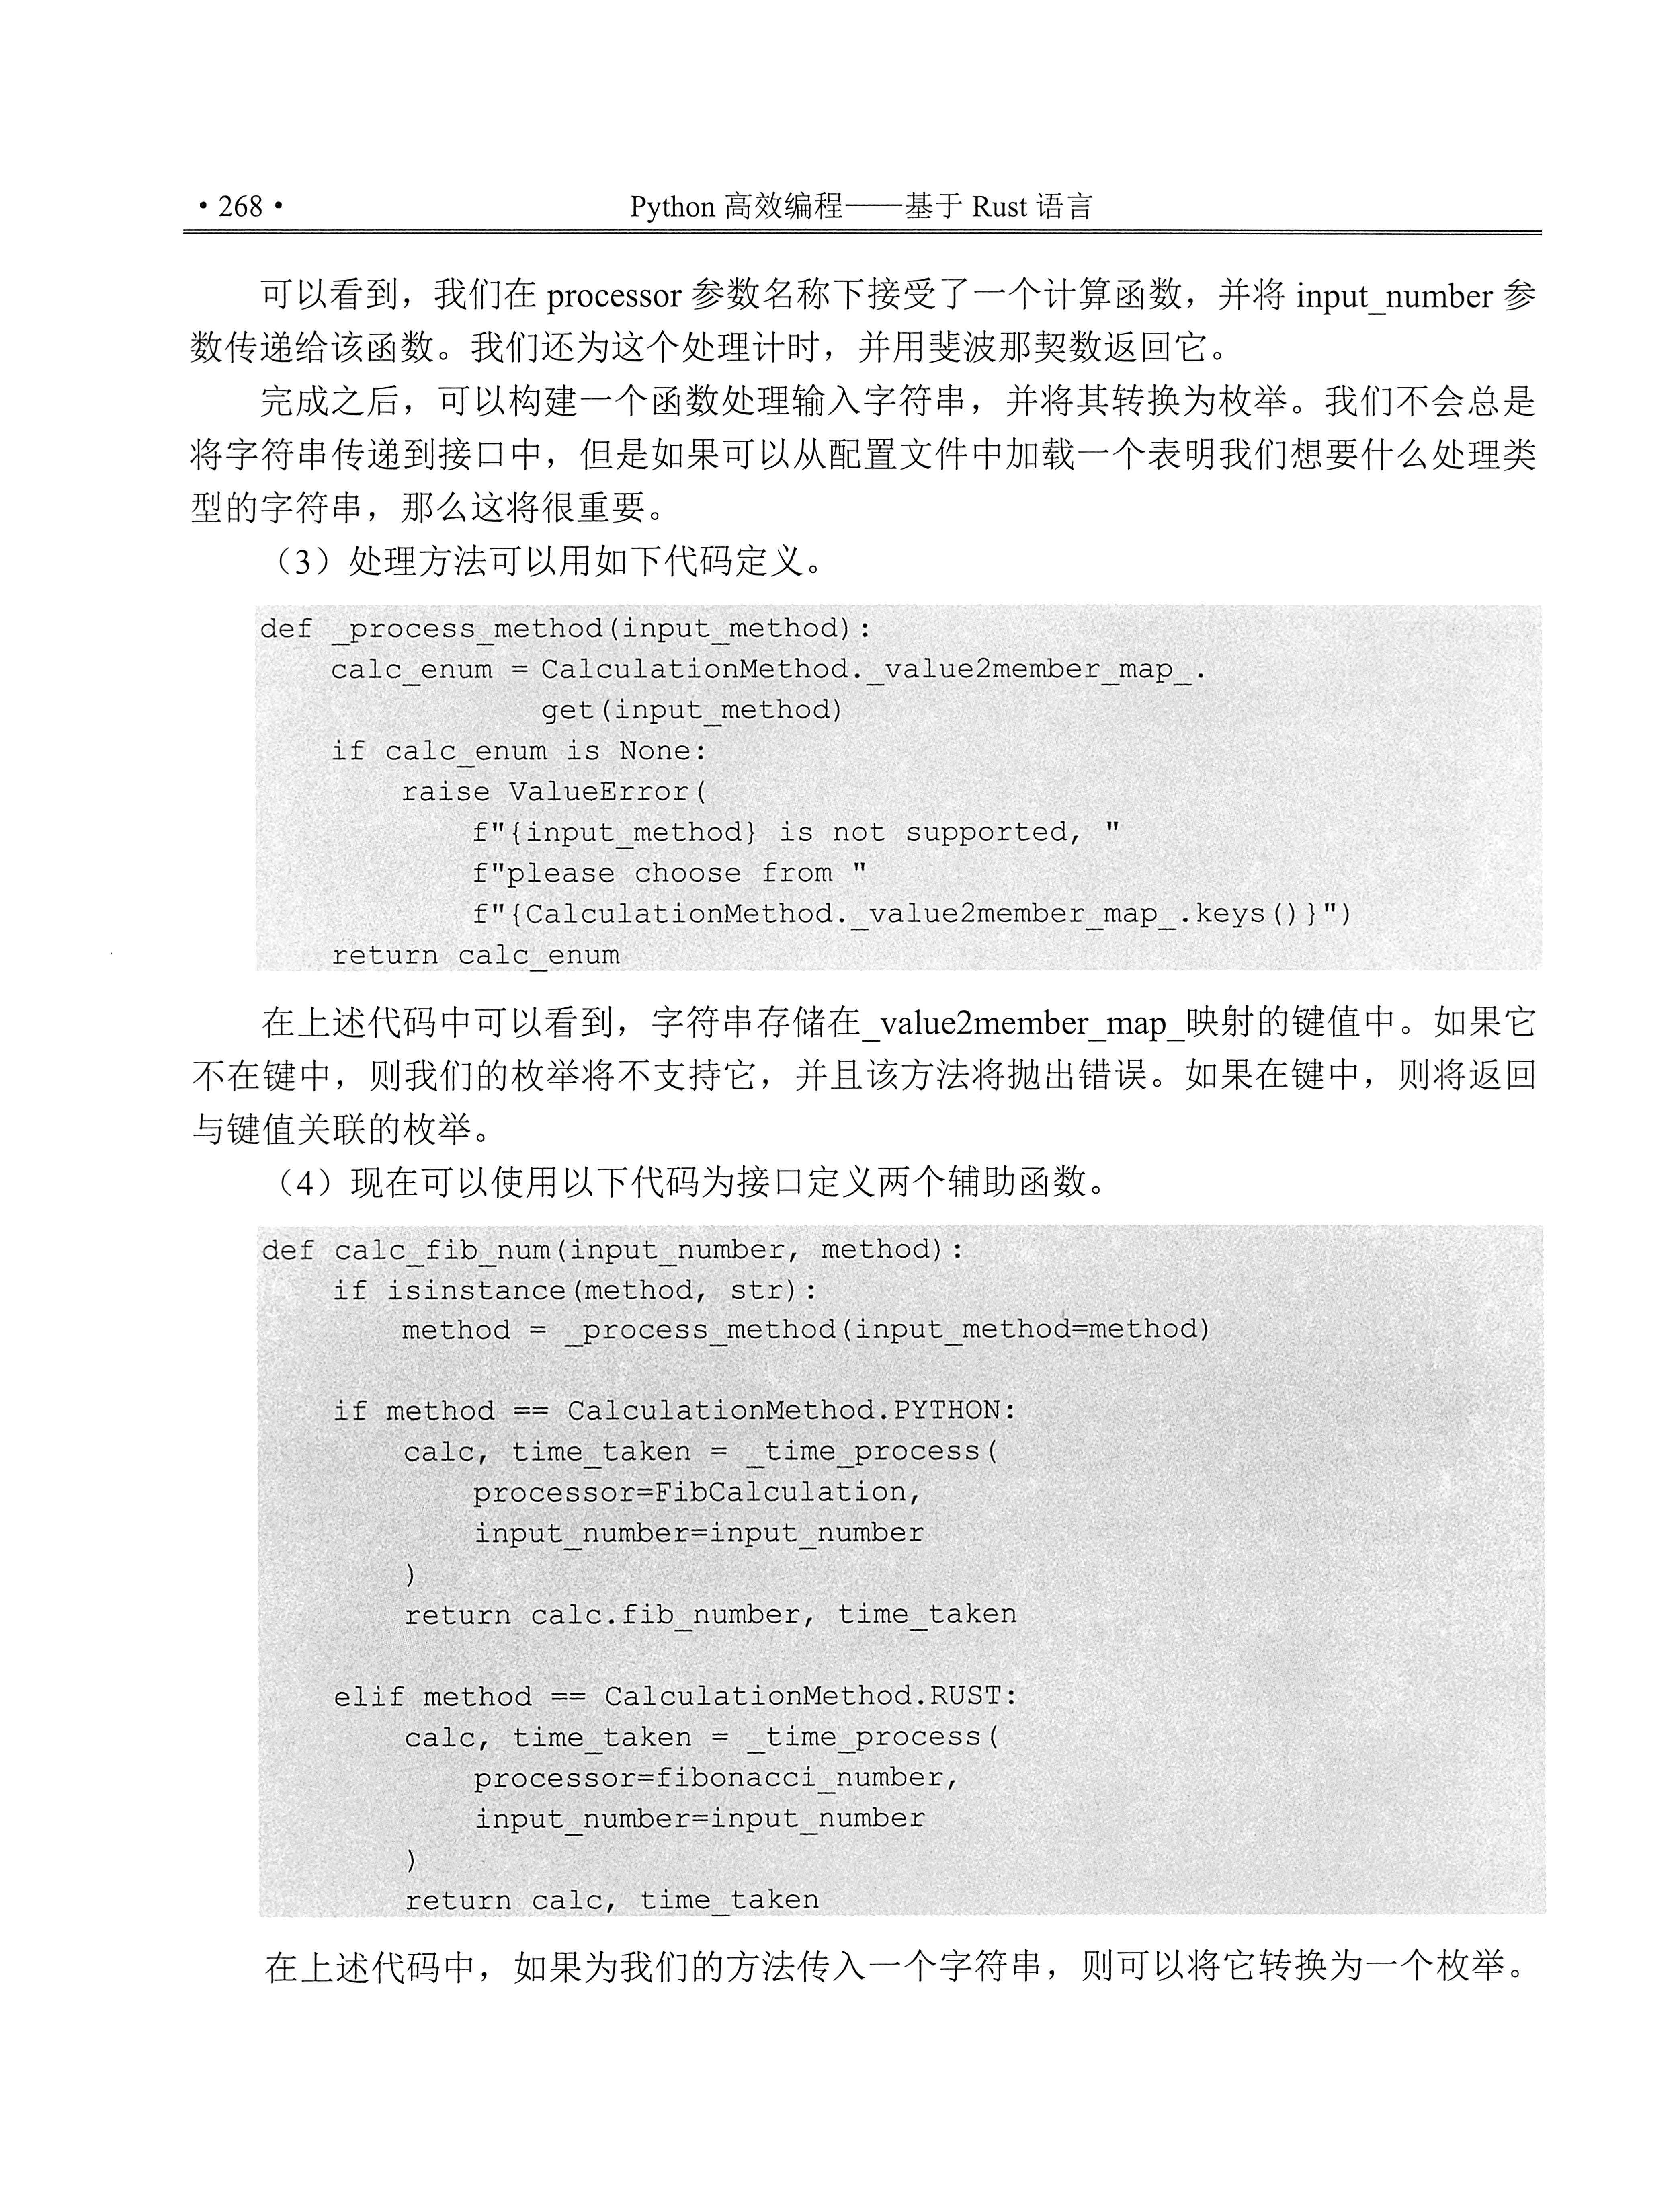 • 268 •
Python 高效编程——基于 Rust 语言
可以看到，我们在 processor 参数名称下接受了一个计算函数，并将 input_number 参
数传递给该函数。我们还为这个处理计时，并用斐波那契数返回它。
完成之后，可以构建一个函数处理输入字符串，并将其转换为枚举。我们不会总是
将字符串传递到接口中，但是如果可以从配置文件中加载一个表明我们想要什么处理类
型的字符串，那么这将很重要。
（3）处理方法可以用如下代码定义。
def _process_method(input_method):
    calc_enum = CalculationMethod._value2member_map_.
                get(input_method)
    if calc_enum is None:
        raise ValueError(
            f"{input_method} is not supported, "
            f"please choose from "
            f"{CalculationMethod._value2member_map_.keys()}")
    return calc_enum
在上述代码中可以看到，字符串存储在_value2member_map_映射的键值中。如果它
不在键中，则我们的枚举将不支持它，并且该方法将抛出错误。如果在键中，则将返回
与键值关联的枚举。
（4）现在可以使用以下代码为接口定义两个辅助函数。
def calc_fib_num(input_number, method):
    if isinstance(method, str):
        method = _process_method(input_method=method)

    if method == CalculationMethod.PYTHON:
        calc, time_taken = _time_process(
            processor=FibCalculation,
            input_number=input_number
        )
        return calc.fib_number, time_taken

    elif method == CalculationMethod.RUST:
        calc, time_taken = _time_process(
            processor=fibonacci_number,
            input_number=input_number
        )
        return calc, time_taken
在上述代码中，如果为我们的方法传入一个字符串，则可以将它转换为一个枚举。